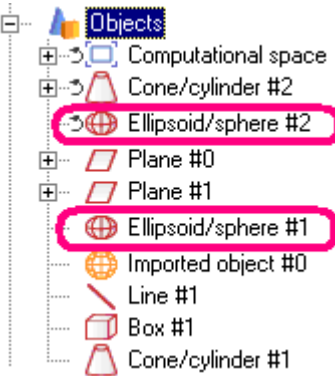 Objects
Computational space
Cone/cylinder #2
Ellipsoid/sphere #2
Plane #0
Plane #1
Ellipsoid/sphere #1
Imported object #0
Line #1
Box #1
Cone/cylinder #1